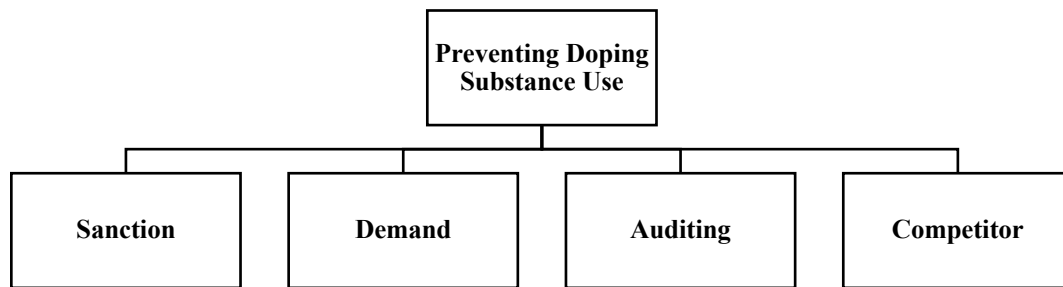 Preventing Doping
Substance Use
Sanction
Demand
Auditing
Competitor